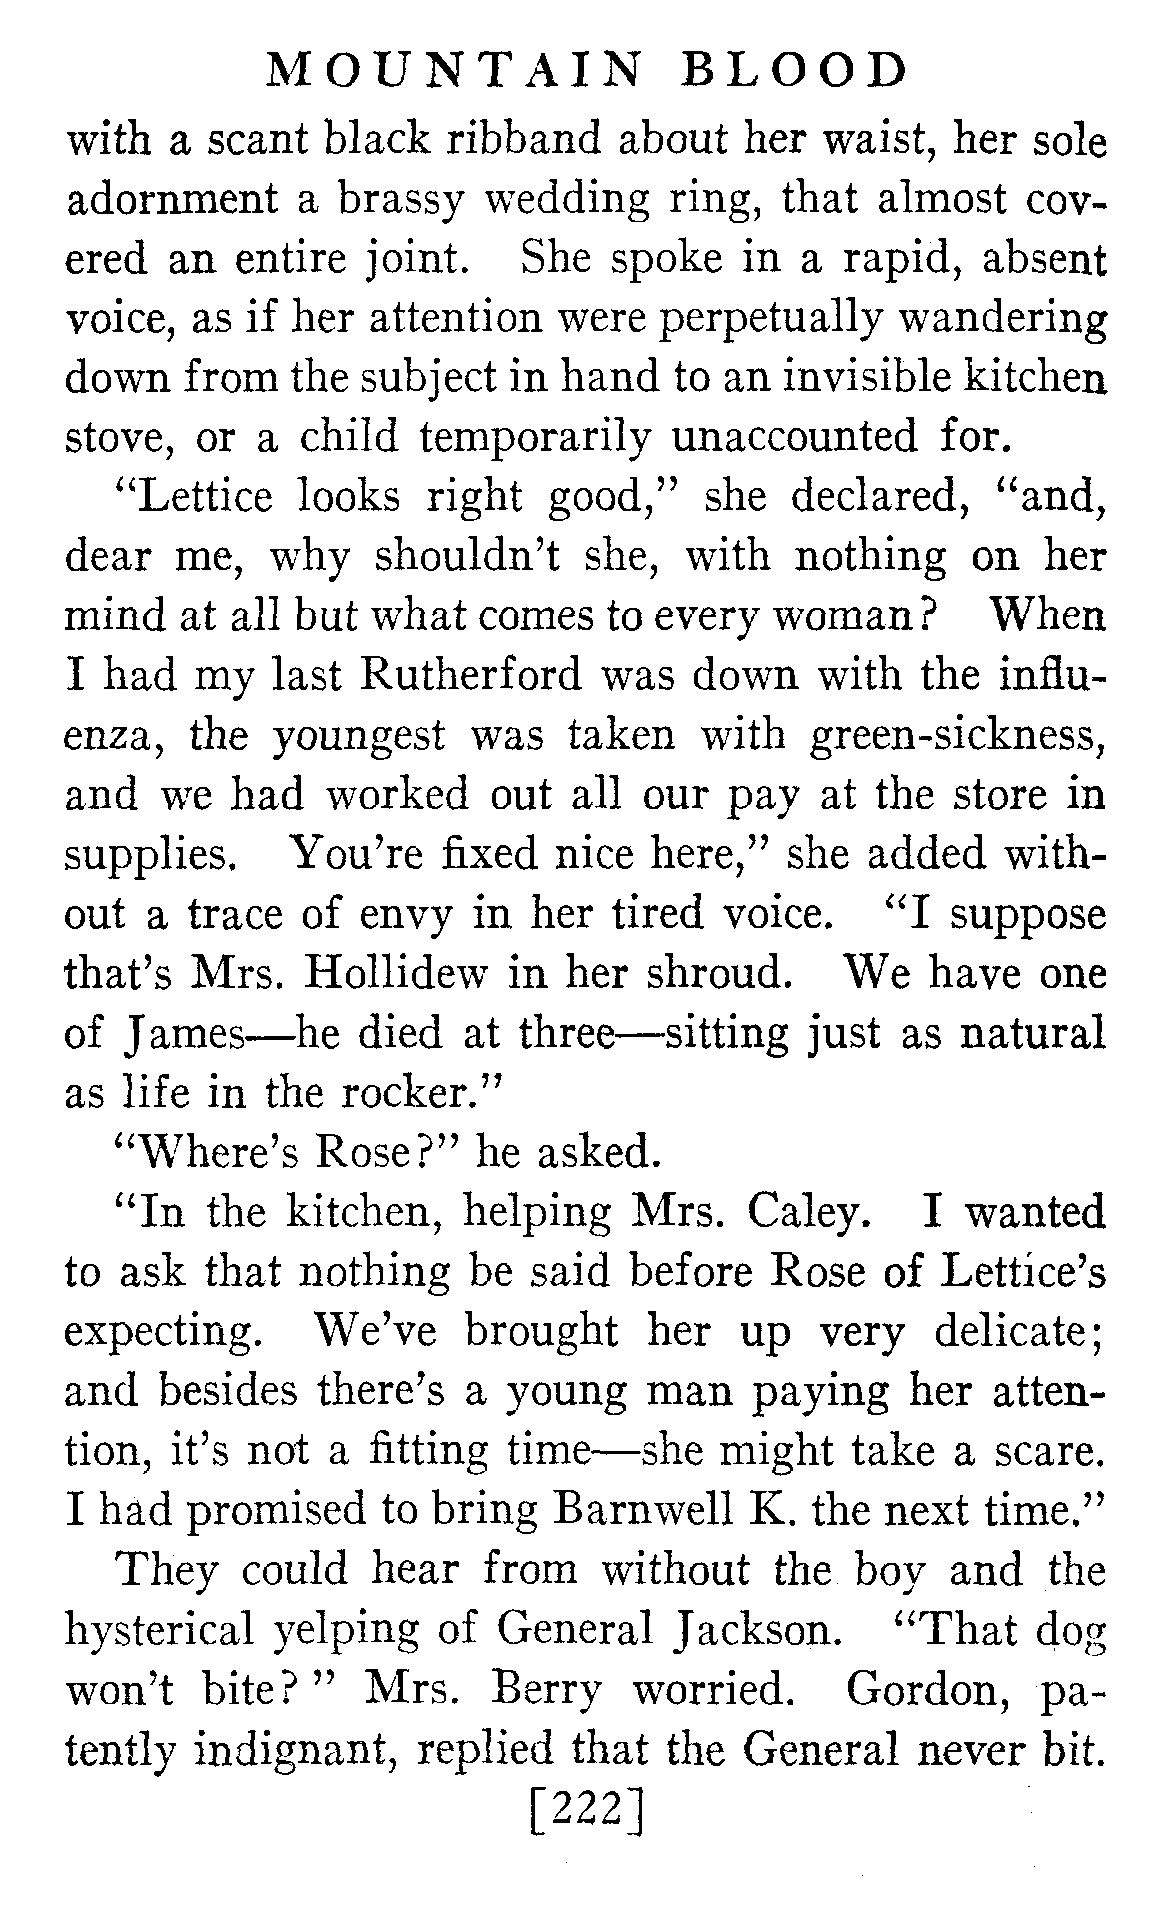 MOUNTAIN BLOOD
with a scant black ribband about her waist, her sole
adornment a brassy wedding ring, that almost cov-
ered an entire joint. She spoke in a rapid, absent
voice, as if her attention were perpetually wandering
down from the subject in hand to an invisible kitchen
stove, or a child temporarily unaccounted for.
“Lettice looks right good,” she declared, “and,
dear me, why shouldn’t she, with nothing on her
mind at all but what comes to every woman? When
I had my last Rutherford was down with the influ-
enza, the youngest was taken with green-sickness,
and we had worked out all our pay at the store in
supplies. You’re fixed nice here,” she added with-
out a trace of envy in her tired voice. “I suppose
that’s Mrs. Hollidew in her shroud. We have one
of James—he died at three—sitting just as natural
as life in the rocker.”
“Where’s Rose?” he asked.
“In the kitchen, helping Mrs. Caley. I wanted
to ask that nothing be said before Rose of Lettice’s
expecting. We’ve brought her up very delicate;
and besides there’s a young man paying her atten-
tion, it’s not a fitting time—she might take a scare.
I had promised to bring Barnwell K. the next time.”
They could hear from without the boy and the
hysterical yelping of General Jackson. “That dog
won’t bite? ” Mrs. Berry worried. Gordon, pa-
tently indignant, replied that the General never bit.
[222]